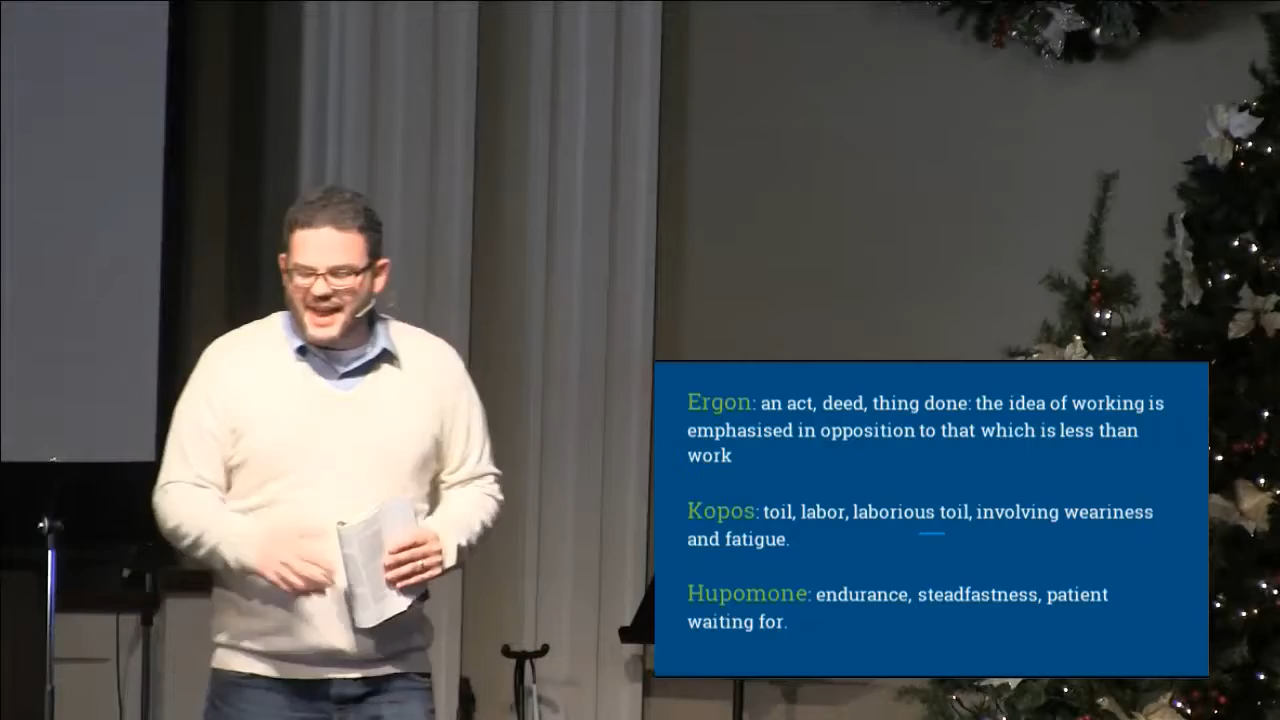 Ergon: an act, deed, thing done: the idea of working is
emphasised in opposition to that which is less than
work
Kopos: toil, labor, laborious toil, involving weariness
and fatigue.
Hupomone: endurance, steadfastness, patient
waiting for.